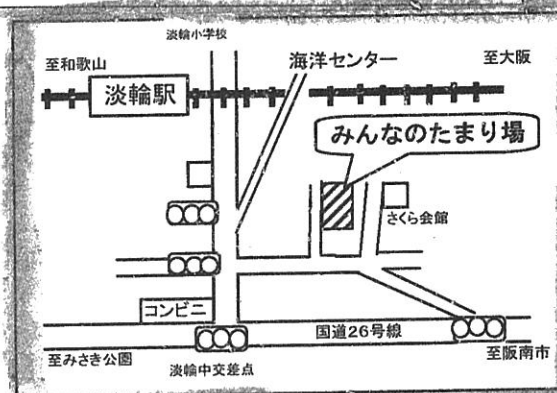 淡輪小学校
至和歌山
海洋センター
至大阪
淡輪駅
みんなのたまり場
さくら会館
コンビニ
国道26号線
至みさき公園
淡輪中交差点
至阪南市